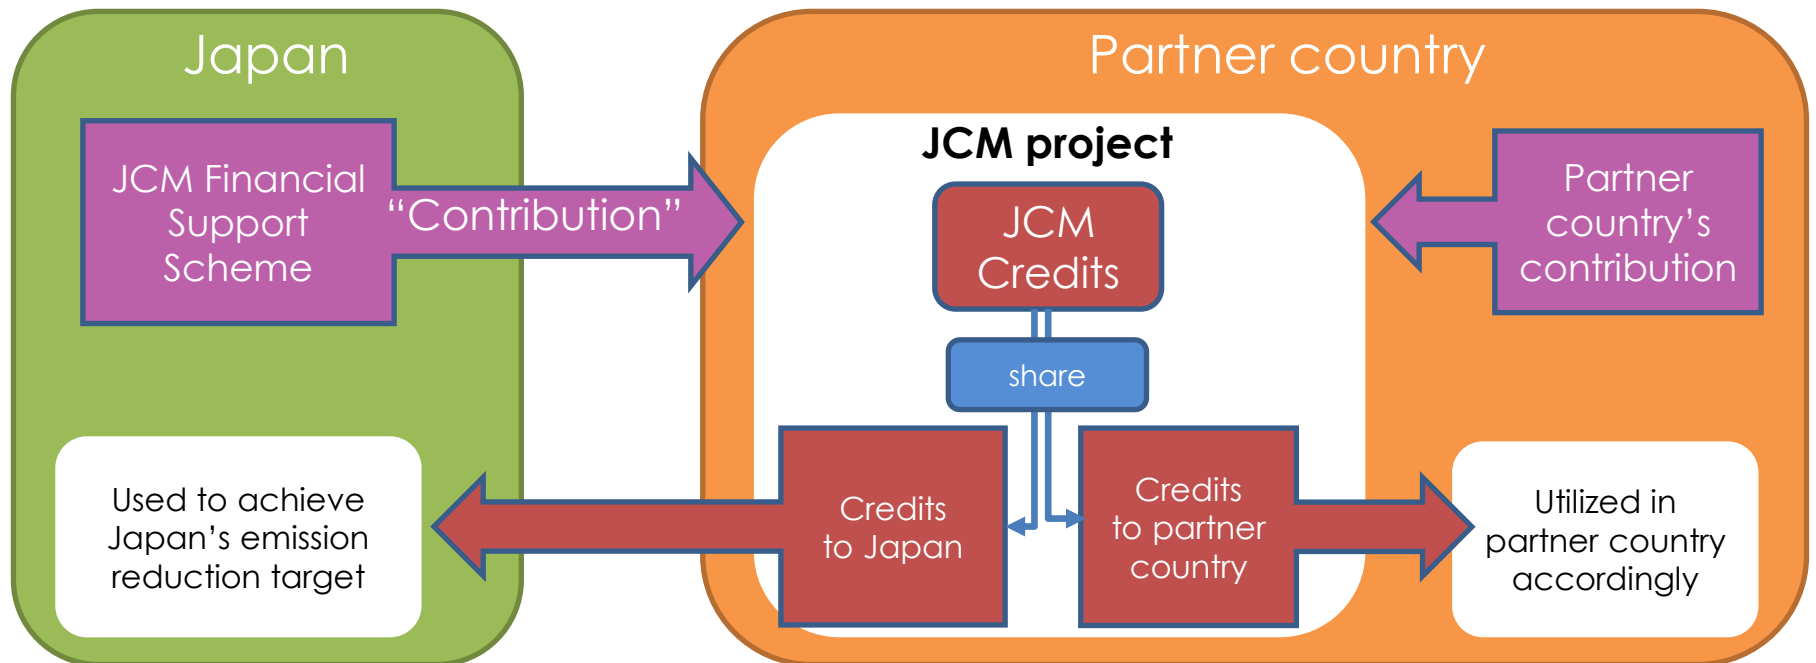 Japan
Partner country
JCM Financial
Support
Scheme
“Contribution”
JCM project
JCM
Credits
share
Partner
country’s
contribution
Used to achieve
Japan’s emission
reduction target
Credits
to Japan
Credits
to partner
country
Utilized in
partner country
accordingly